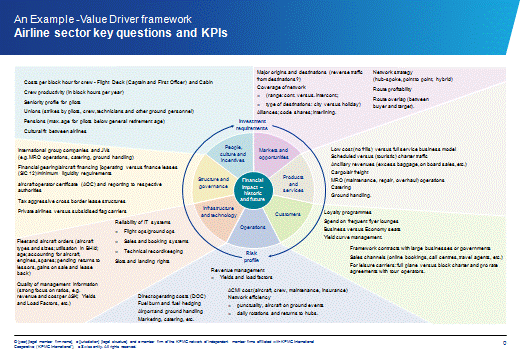 An Example -Value Driver framework
Airline sector key questions and KPIs
Costs per block hour for crew - Flight Deck (Captain and First Officer) and Cabin
Crew productivity (in block hours per year)
Seniority profile for pilots
Unions (strikes by pilots, crew, technicians and other ground personnel)
Pensions (max. age for pilots below general retirement age)
Cultural fit between airlines
Major origins and destinations (reverse traffic
from destinations?)
Coverage of network
(range: cont. versus. intercont;
type of destinations: city versus holiday)
Alliances; code shares; interlining.
Network strategy
(hub-spoke, point to point, hybrid)
Route profitability
Route overlap (between
buyer and target).
Investment
requirements
People,
culture and
incentives
Markets and
opportunities
Structure and
governance
Products
and
services
Financial
impact –
historic
and future
Infrastructure
and technology
Customers
Operations
Risk
profile
International group companies and JVs
(e.g. MRO operations, catering, ground handling)
Financial gearing/aircraft financing (operating versus finance leases
(SIC 12)/minimum liquidity requirements
Aircraft operator certificate (AOC) and reporting to respective
authorities
Tax aggressive cross border lease structures
Private airlines versus subsidised flag carriers
Low cost (no frills) versus full service business model
Scheduled versus (touristic) charter traffic
Ancillary revenues (excess baggage, on board sales, etc.)
Cargo/air freight
MRO (maintenance, repair, overhaul) operations
Catering
Ground handling.
Reliability of IT systems
Flight ops/ground ops
Sales and booking systems
Technical record keeping
Slots and landing rights
Fleet and aircraft orders (aircraft
types and sizes; utilisation in BH/d;
age; accounting for aircraft,
engines, spares; pending returns to
lessors, gains on sale and lease
back)
Quality of management information
(strong focus on ratios, e.g.
revenue and cost per ASK, Yields
and Load Factors, etc.)
Loyalty programmes
Spend on frequent flyer lounges
Business versus Economy seats
Yield curve management.
Framework contracts with large businesses or governments
Sales channels (online bookings, call centres, travel agents, etc.)
For leisure carriers: full plane versus block charter and pro rate
agreements with tour operators.
Revenue management
Yields and load factors
Direct operating costs (DOC)
Fuel burn and fuel hedging
Airport and ground handling
Marketing, catering, etc.
ACMI cost (aircraft, crew, maintenance, insurance)
Network efficiency
punctuality, aircraft on ground events
daily rotations and returns to hubs.